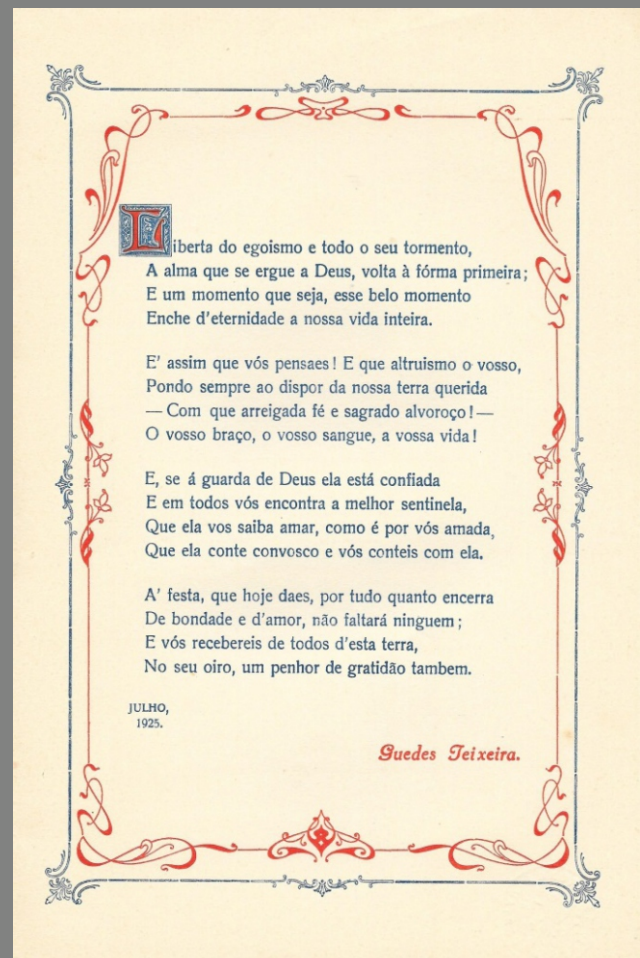 Liberta do egoismo e todo o seu tormento,
A alma que se ergue a Deus, volta à fórma primeira;
E um momento que seja, esse belo momento
Enche d'eternidade a nossa vida inteira.
E' assim que vós pensaes! E que altruismo o vosso,
Pondo sempre ao dispor da nossa terra querida
— Com que arreigada fé e sagrado alvoroço! —
O vosso braço, o vosso sangue, a vossa vida!
E, se á guarda de Deus ela está confiada
E em todos vós encontra a melhor sentinela,
Que ela vos saiba amar, como é por vós amada,
Que ela conte convosco e vós conteis com ela.
A' festa, que hoje daes, por tudo quanto encerra
De bondade e d'amor, não faltará ninguem;
E vós recebereis de todos d'esta terra,
No seu oiro, um penhor de gratidão tambem.
JULHO,
1925.
Guedes Teixeira.